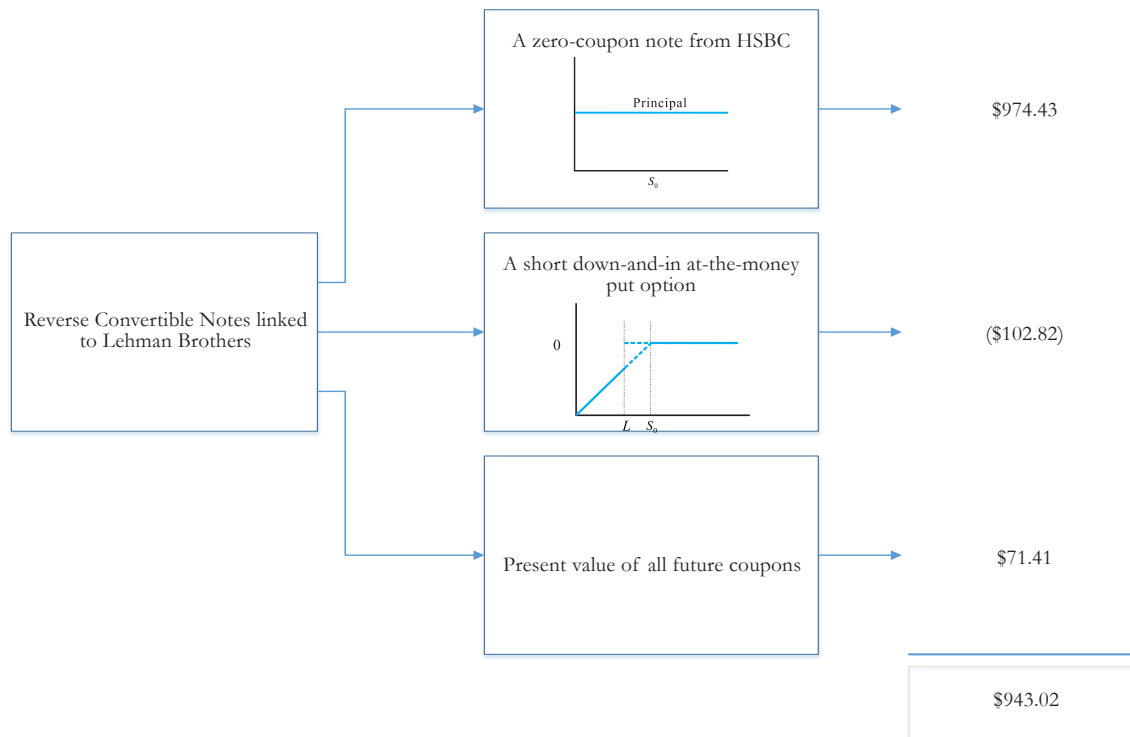 A zero-coupon note from HSBC
Principal
S₀
$974.43
Reverse Convertible Notes linked
to Lehman Brothers
A short down-and-in at-the-money
put option
0
L S₀
($102.82)
Present value of all future coupons
$71.41
$943.02